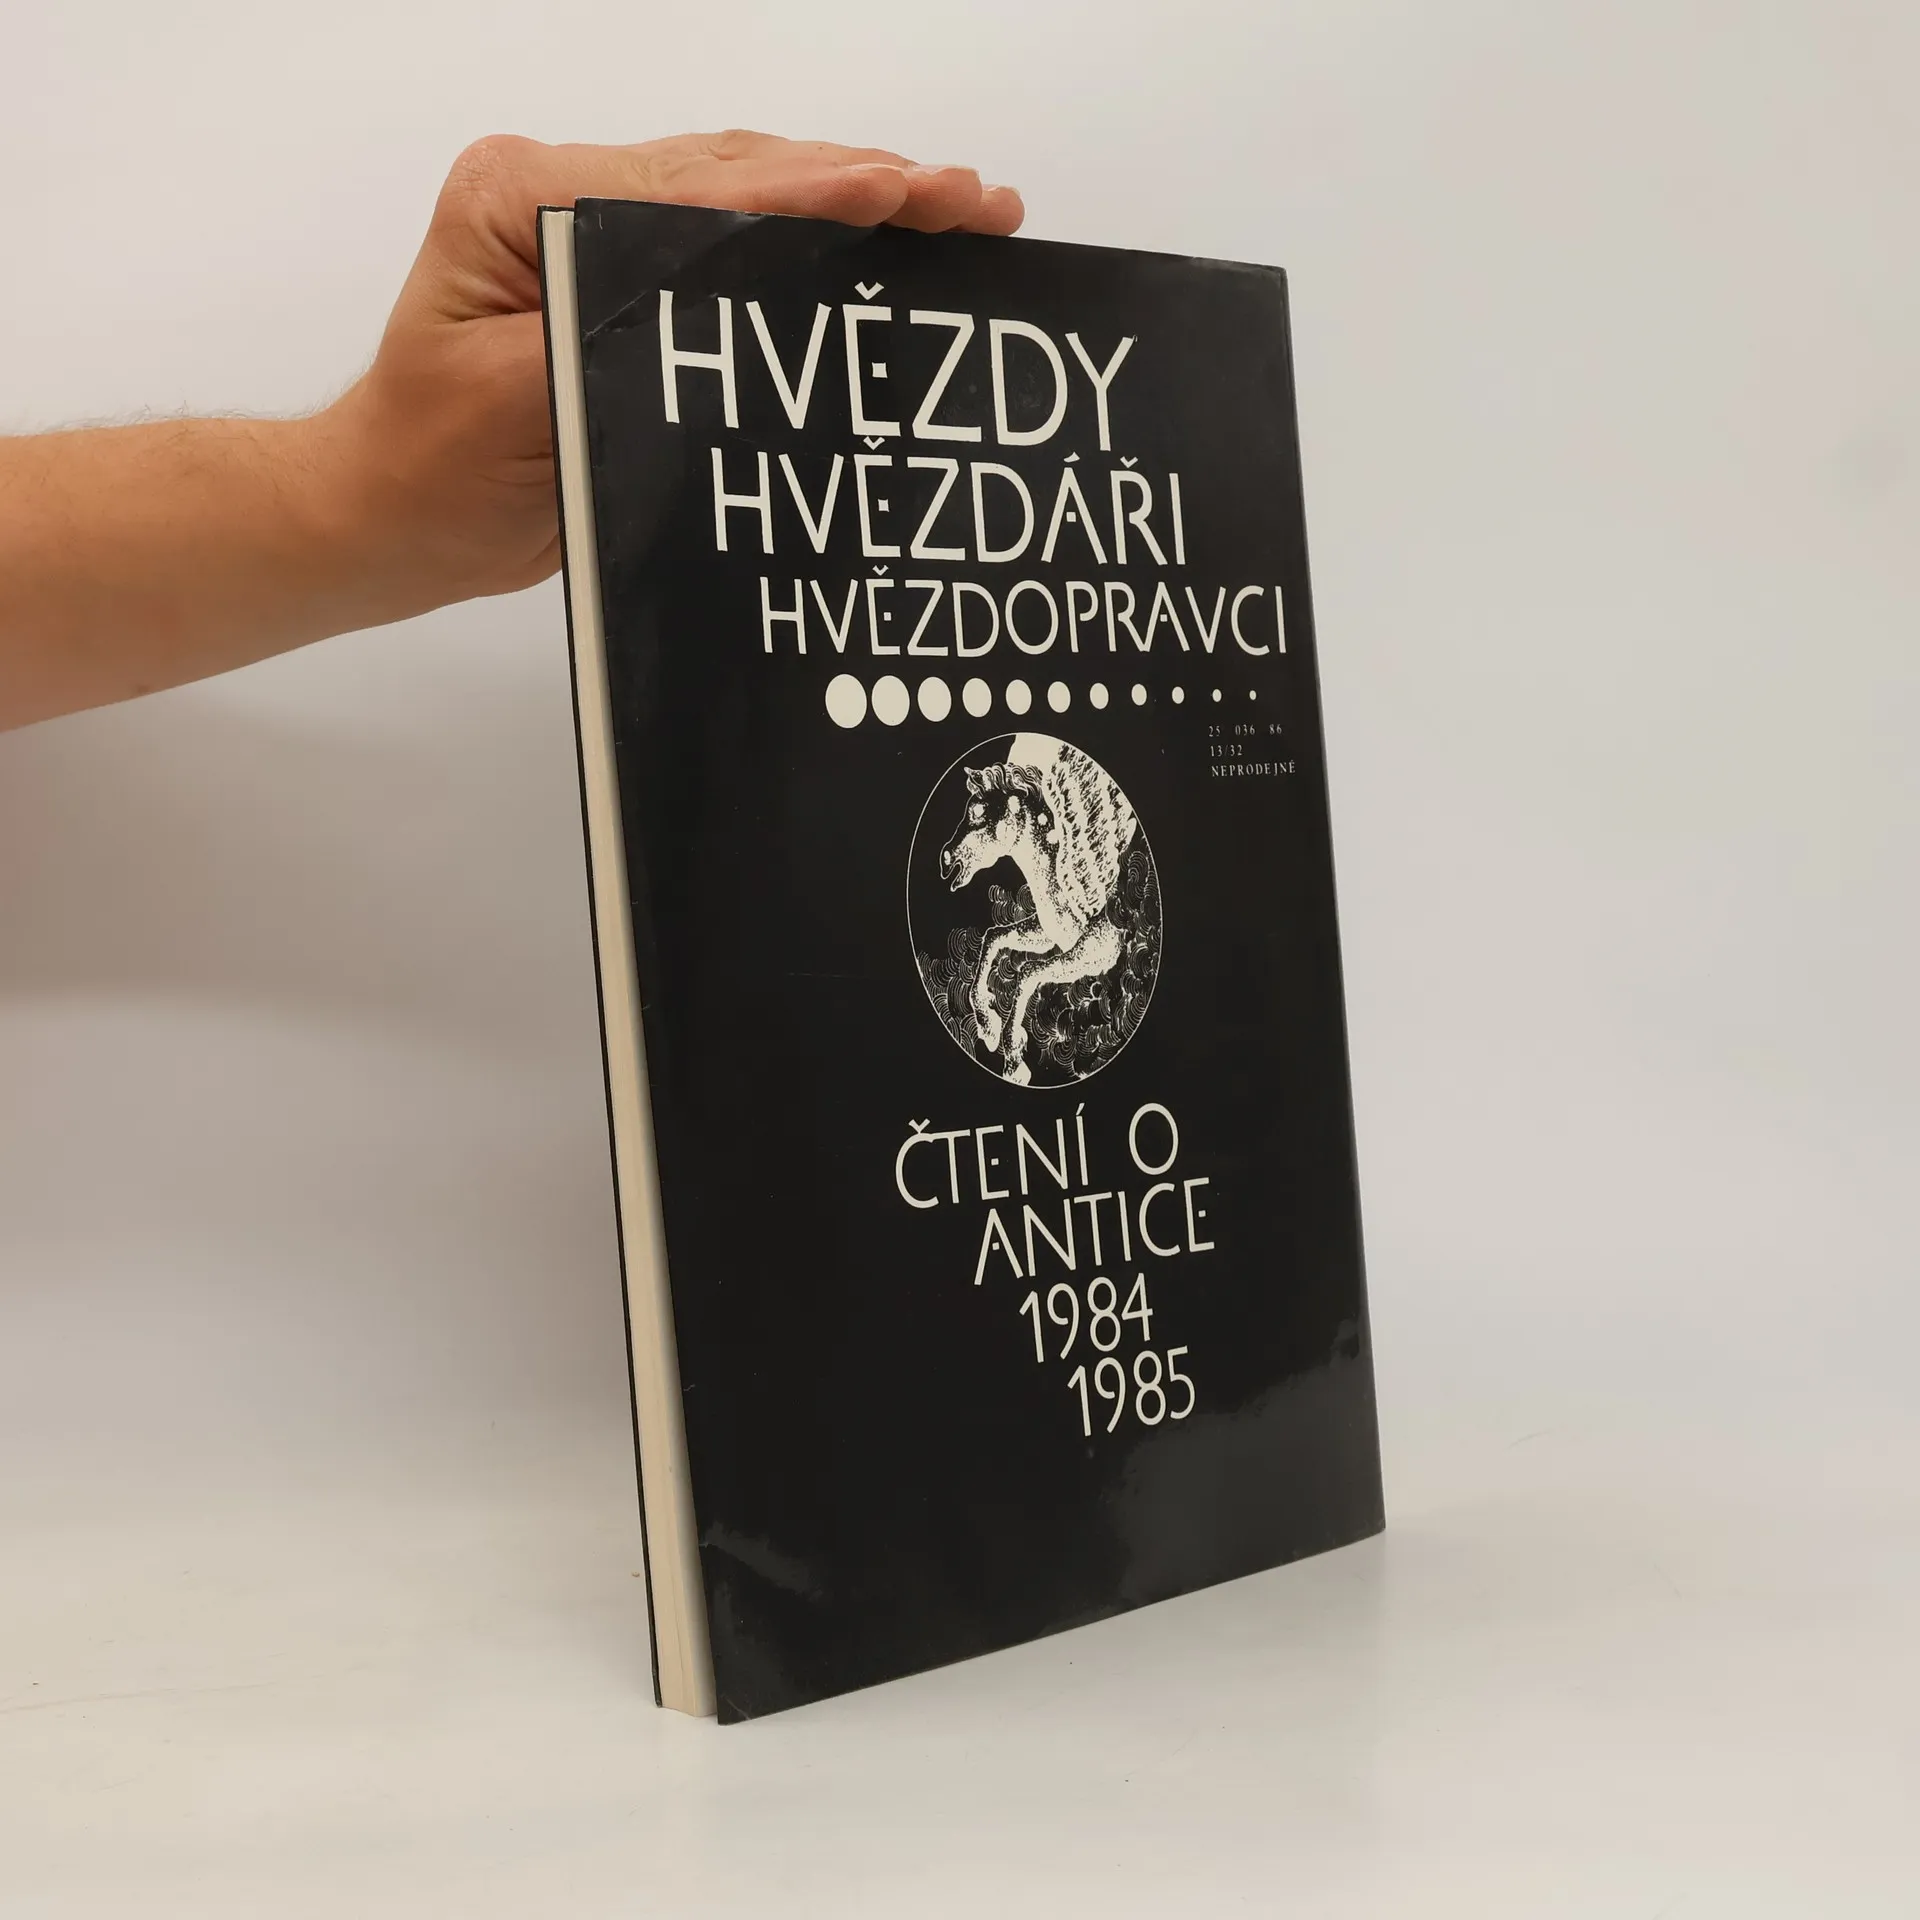 HVĚZDY
HVĚZDÁŘI
HVĚZDOPRAVCI
25 036 86
13/32
NEPRODEJNÉ
ČTENÍ O
ANTICE
1984
1985